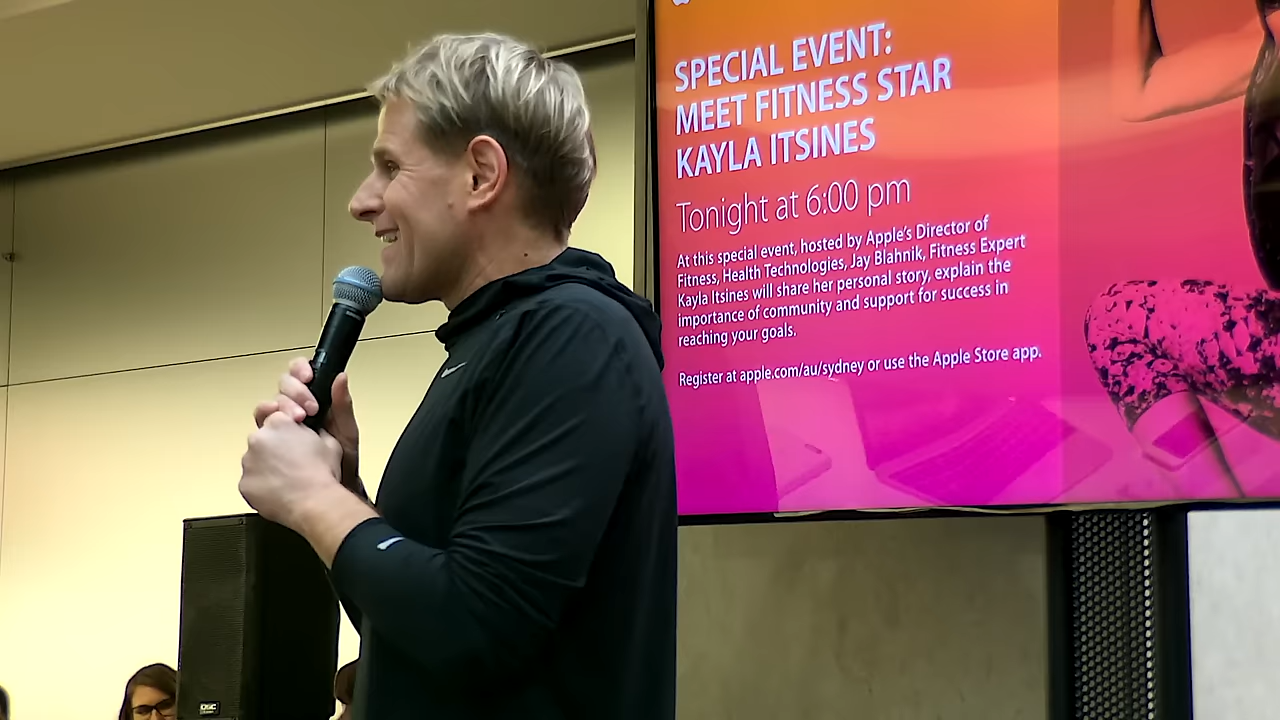 SPECIAL EVENT:
MEET FITNESS STAR
KAYLA ITSINES
Tonight at 6:00 pm
At this special event, hosted by Apple's Director of
Fitness, Health Technologies, Jay Blahnik, Fitness Expert
Kayla Itsines will share her personal story, explain the
importance of community and support for success in
reaching your goals.
Register at apple.com/au/sydney or use the Apple Store app.
QSC